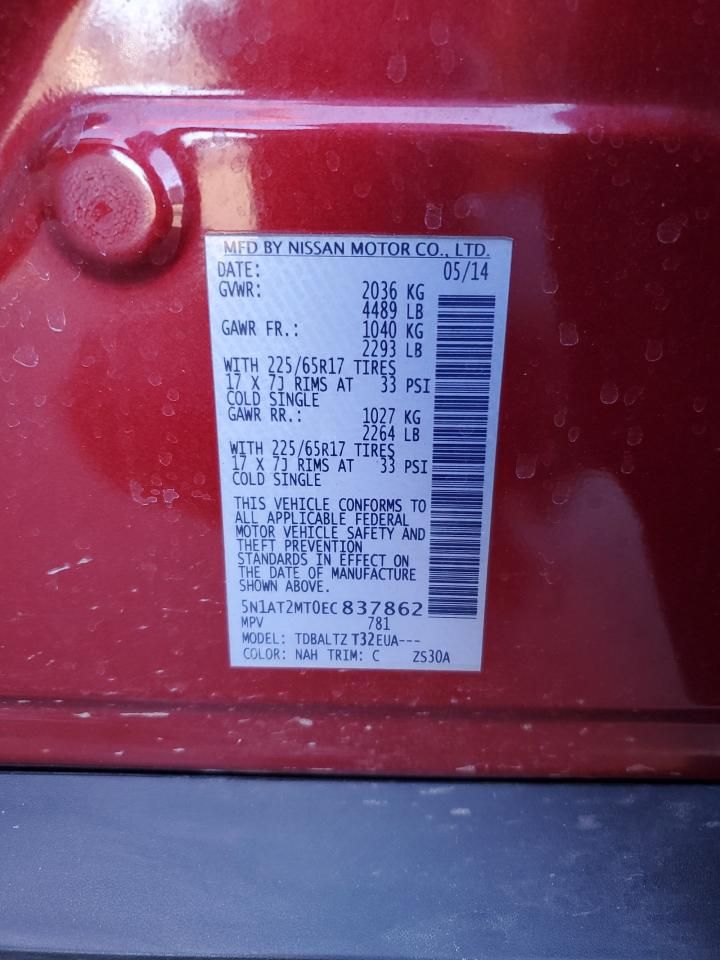 MFD BY NISSAN MOTOR CO., LTD.
DATE: 05/14
GVWR: 2036 KG
4489 LB
GAWR FR.: 1040 KG
2293 LB
WITH 225/65R17 TIRES
17 X 7J RIMS AT 33 PSI
COLD SINGLE
GAWR RR.: 1027 KG
2264 LB
WITH 225/65R17 TIRES
17 X 7J RIMS AT 33 PSI
COLD SINGLE
THIS VEHICLE CONFORMS TO
ALL APPLICABLE FEDERAL
MOTOR VEHICLE SAFETY AND
THEFT PREVENTION
STANDARDS IN EFFECT ON
THE DATE OF MANUFACTURE
SHOWN ABOVE.
5N1AT2MT0EC837862
MPV 781
MODEL: TDBALTZ T32EUA---
COLOR: NAH TRIM: C ZS30A